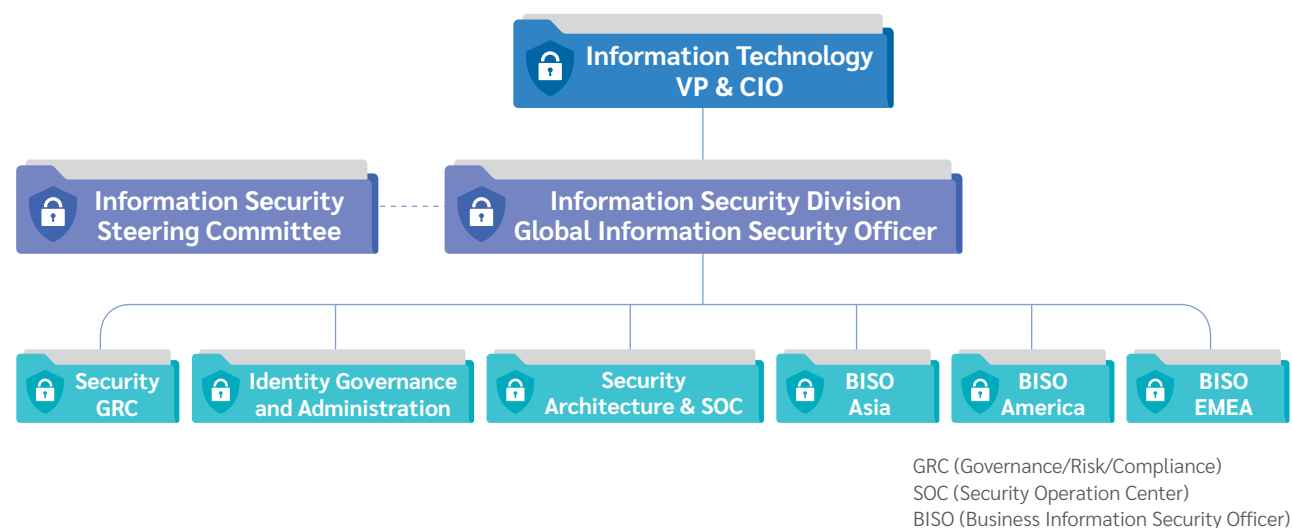 Information Technology
VP & CIO
Information Security
Steering Committee
Information Security Division
Global Information Security Officer
Security
GRC
Identity Governance
and Administration
Security
Architecture & SOC
BISO
Asia
BISO
America
BISO
EMEA
GRC (Governance/Risk/Compliance)
SOC (Security Operation Center)
BISO (Business Information Security Officer)